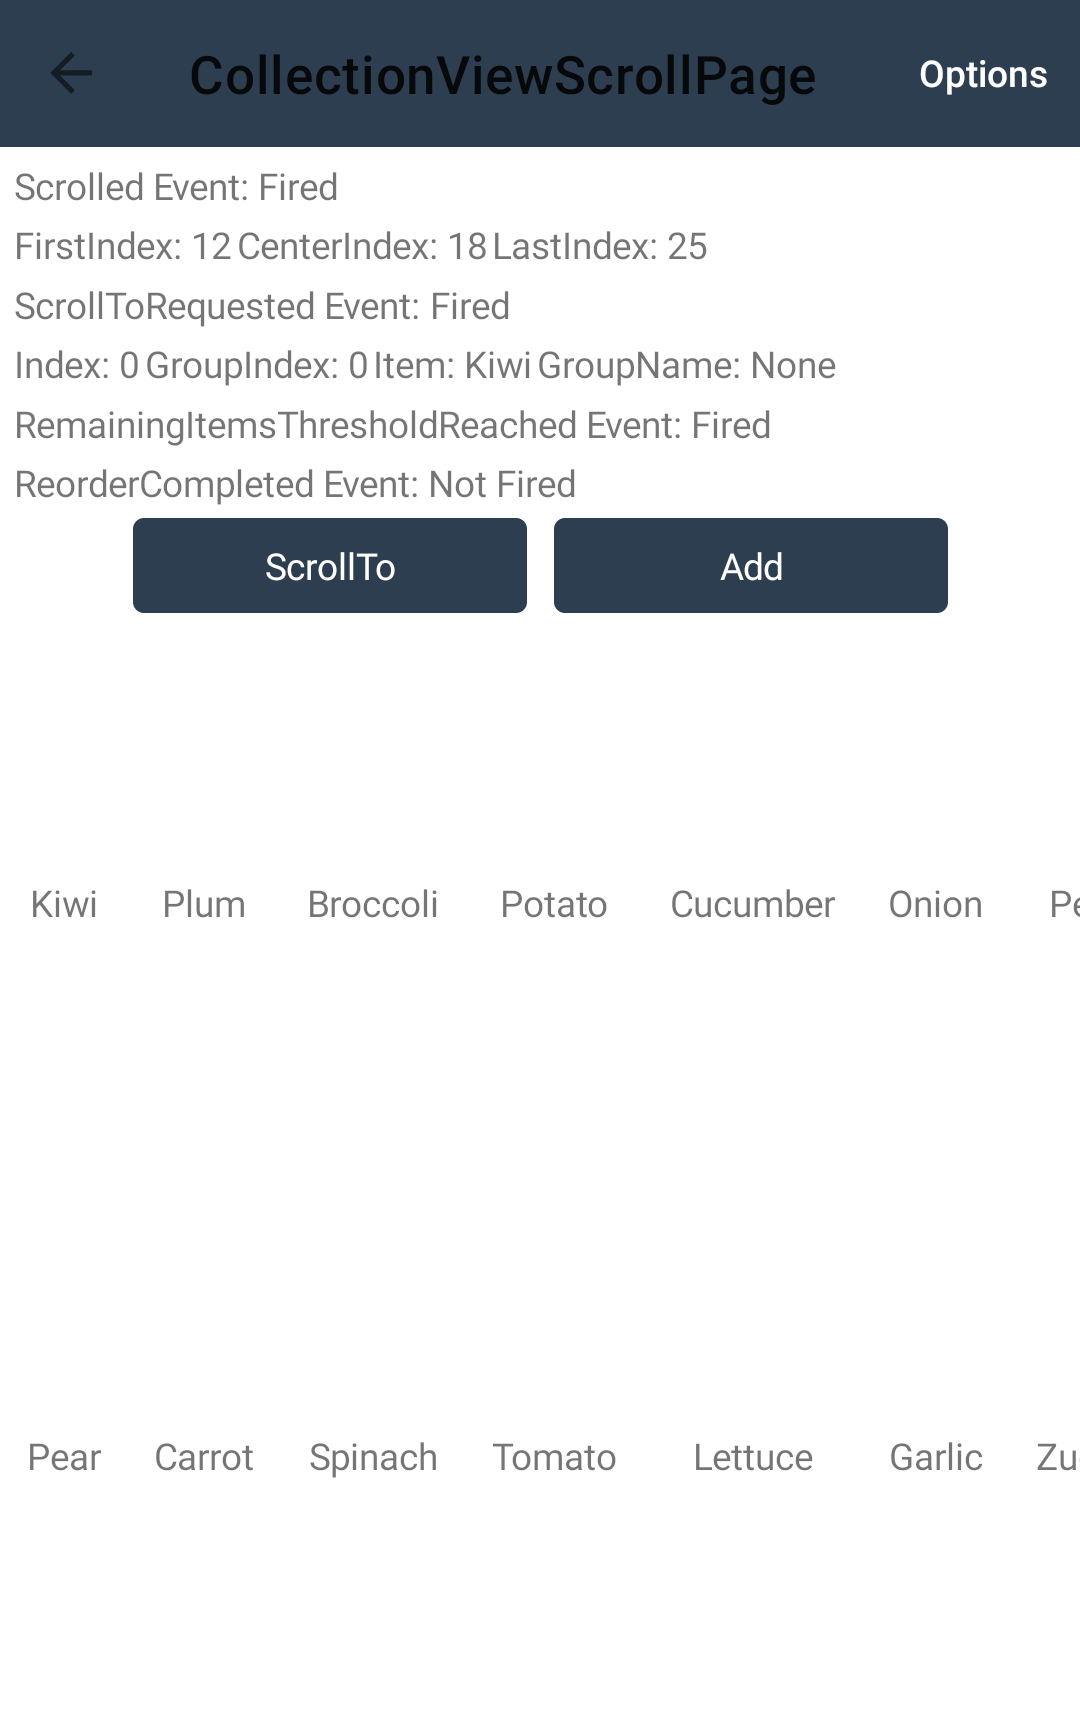 CollectionViewScrollPage Options
Scrolled Event: Fired
FirstIndex: 12 CenterIndex: 18 LastIndex: 25
ScrollToRequested Event: Fired
Index: 0 GroupIndex: 0 Item: Kiwi GroupName: None
RemainingItemsThresholdReached Event: Fired
ReorderCompleted Event: Not Fired
ScrollTo Add
Kiwi Plum Broccoli Potato Cucumber Onion Pe
Pear Carrot Spinach Tomato Lettuce Garlic Zu